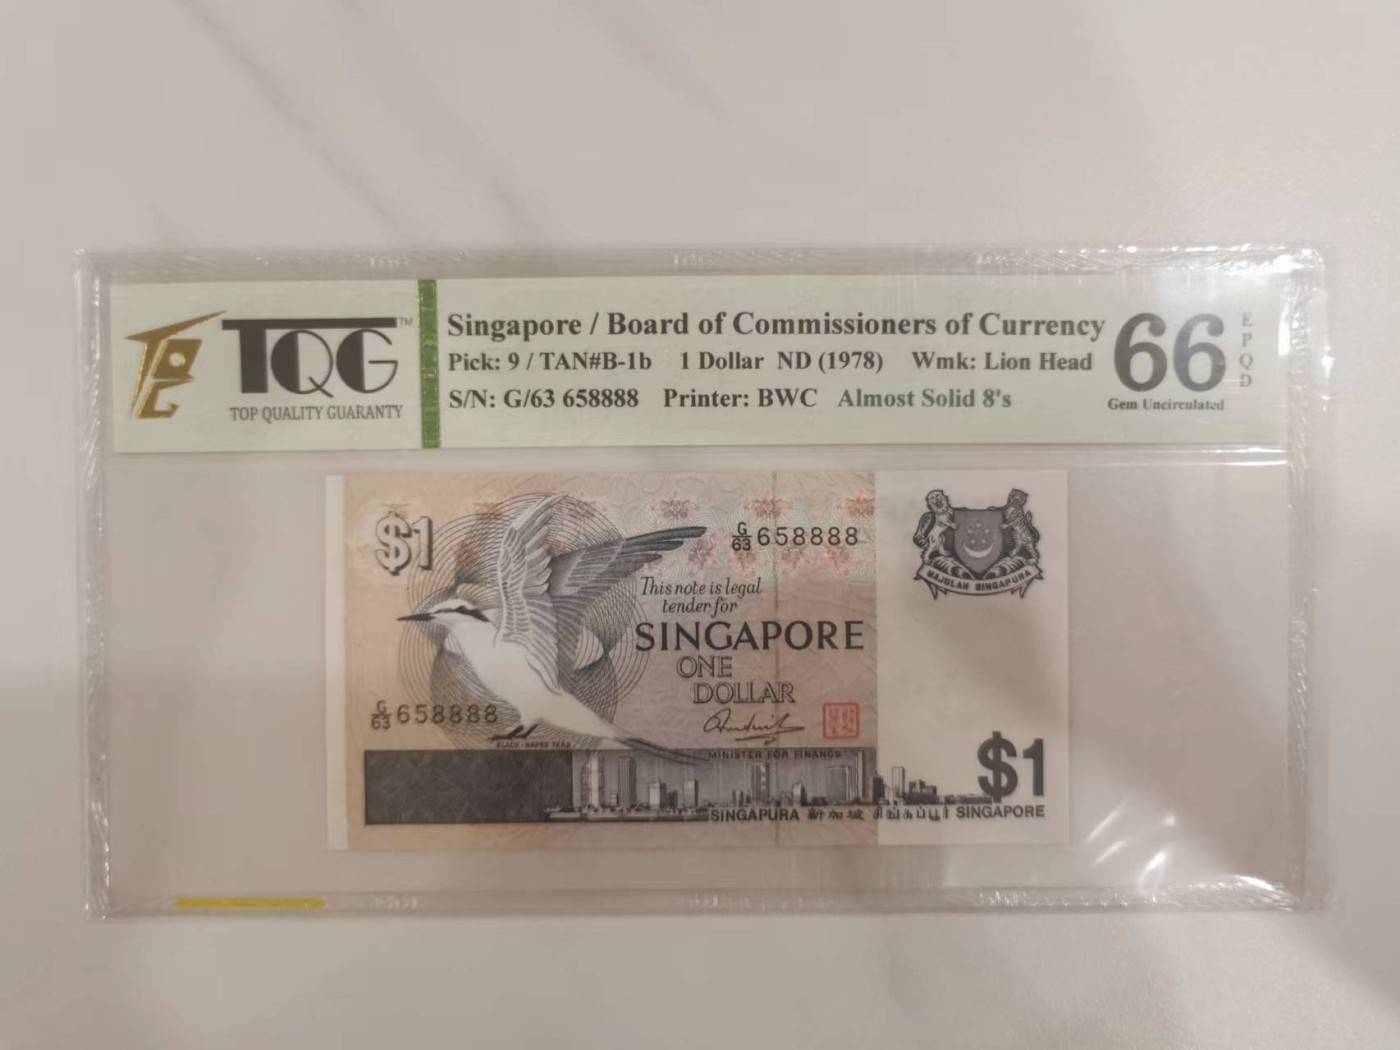 TQG™
TOP QUALITY GUARANTY
Singapore / Board of Commissioners of Currency
Pick: 9 / TAN#B-1b 1 Dollar ND (1978) Wmk: Lion Head
S/N: G/63 658888 Printer: BWC Almost Solid 8's
66
EPQD
Gem Uncirculated
$1
G/63 658888
This note is legal
tender for
SINGAPORE
ONE
DOLLAR
MAJULAH SINGAPURA
G/63 658888
BLACK-NAPED TERN
MINISTER FOR FINANCE
$1
SINGAPURA 新加坡 சிங்கப்பூர் SINGAPORE